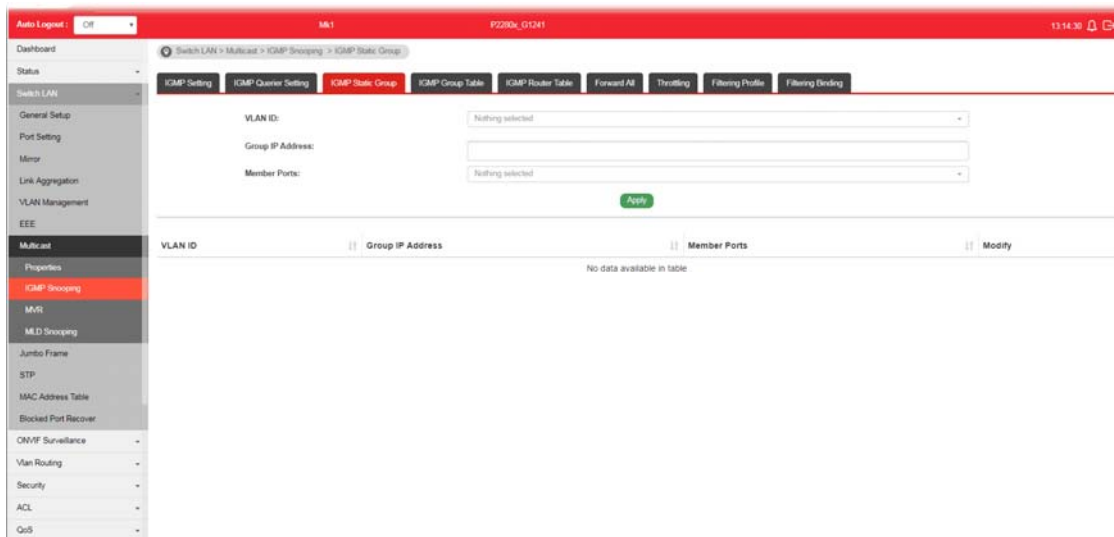 Auto Logout : Off Mk1 P2280x_G1241 13:14:30
Dashboard
Switch LAN > Multicast > IGMP Snooping > IGMP Static Group
Status
IGMP Setting IGMP Querier Setting IGMP Static Group IGMP Group Table IGMP Router Table Forward All Throttling Filtering Profile Filtering Binding
Switch LAN
General Setup
Port Setting
Mirror
Link Aggregation
VLAN Management
EEE
Multicast
Properties
IGMP Snooping
MVR
MLD Snooping
Jumbo Frame
STP
MAC Address Table
Blocked Port Recover
ONVIF Surveillance
Vlan Routing
Security
ACL
QoS
VLAN ID: Nothing selected
Group IP Address:
Member Ports: Nothing selected
Apply
VLAN ID Group IP Address Member Ports Modify
No data available in table